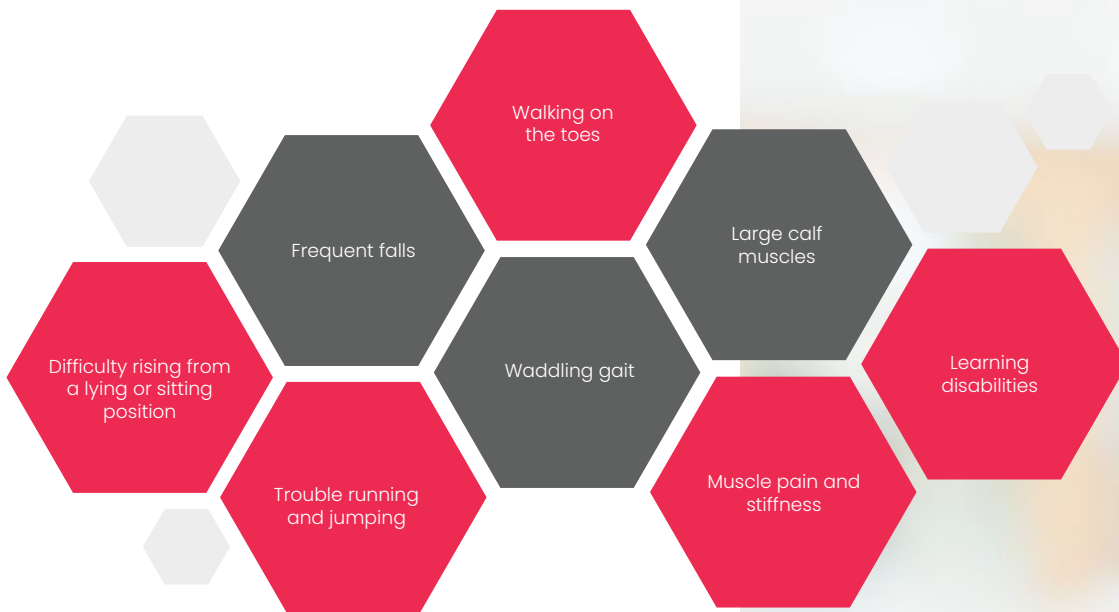 Walking on
the toes
Frequent falls
Large calf
muscles
Difficulty rising from
a lying or sitting
position
Waddling gait
Learning
disabilities
Trouble running
and jumping
Muscle pain and
stiffness